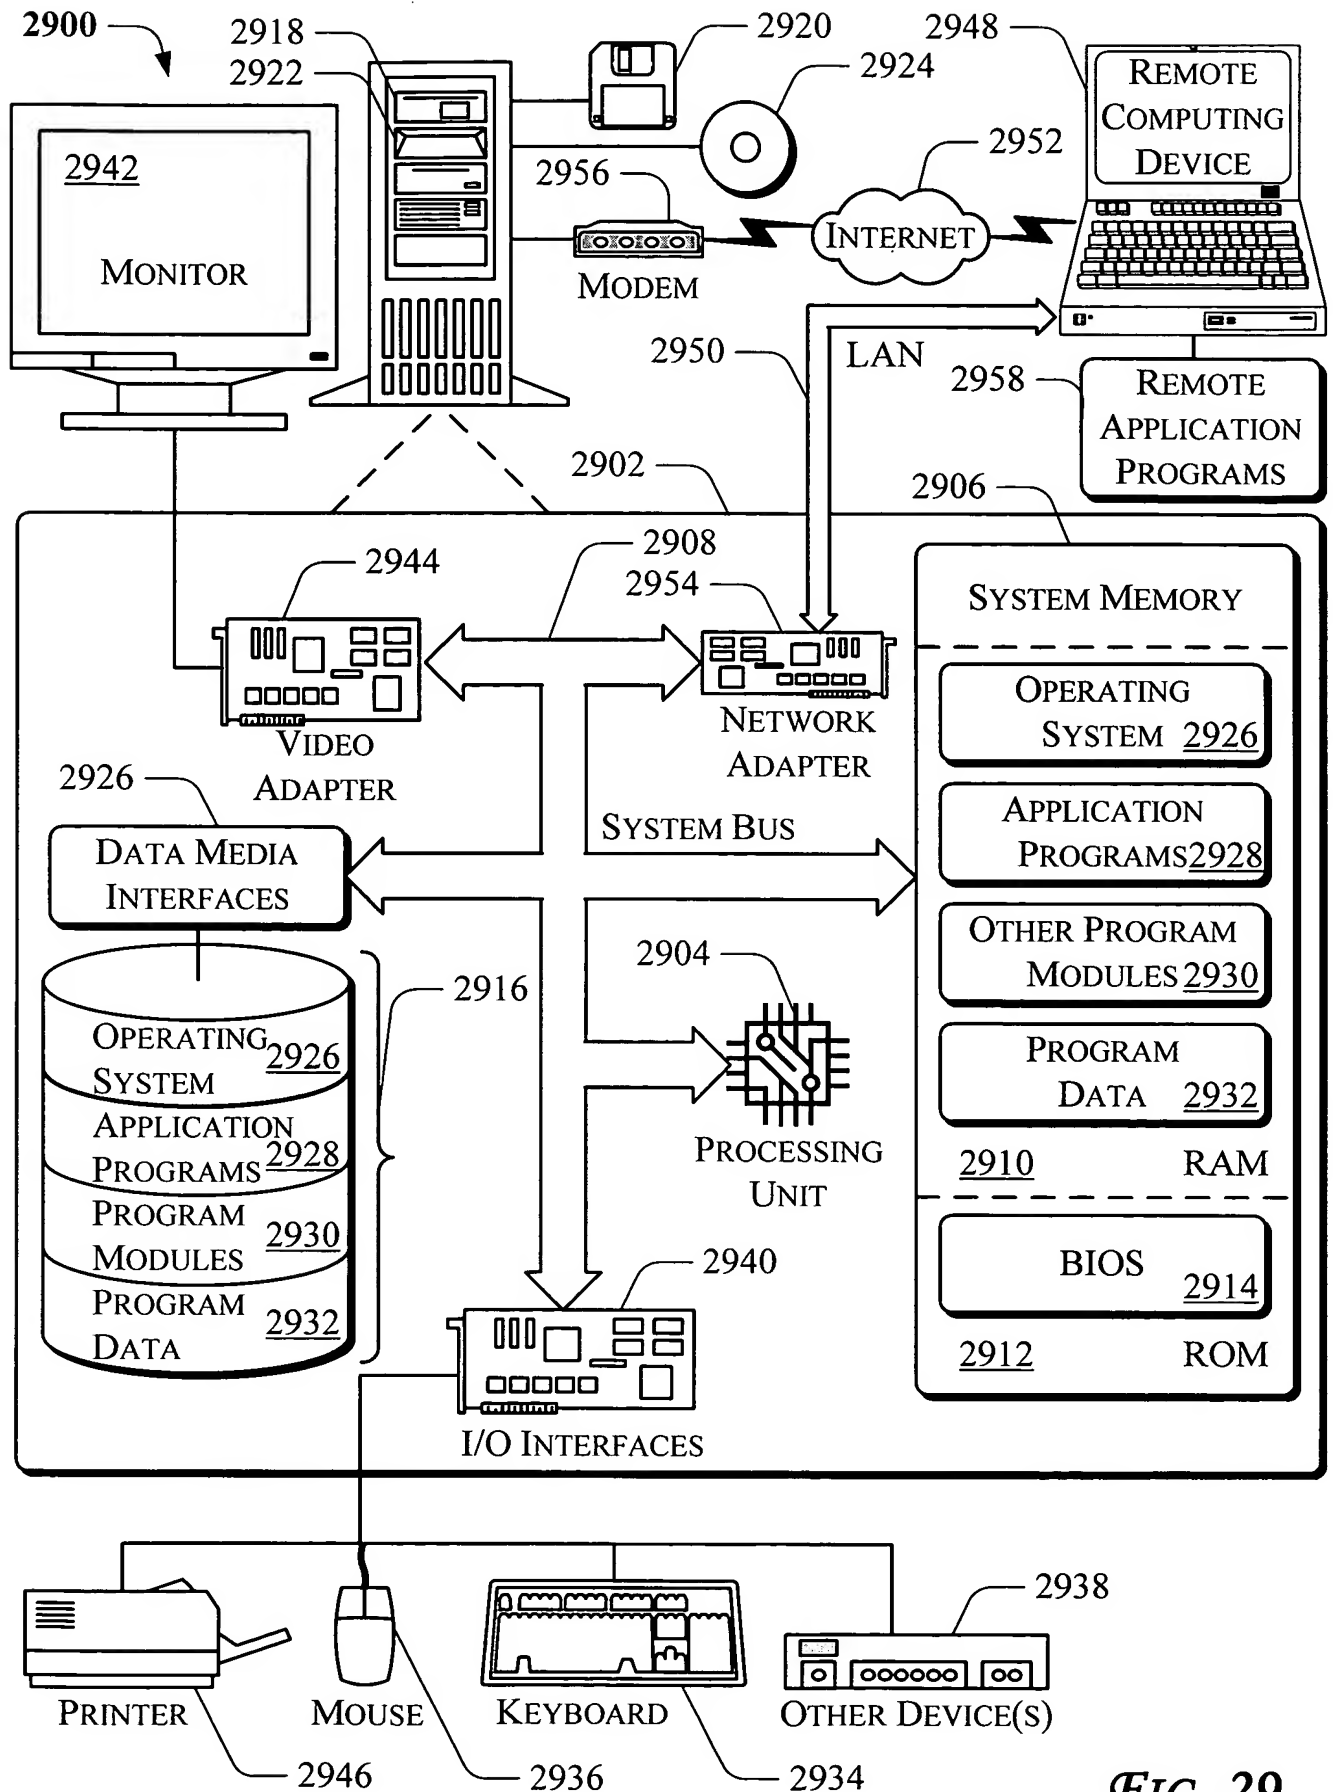 2900
2918
2922
2920
2924
2948
REMOTE
COMPUTING
DEVICE
2942
MONITOR
2956
MODEM
2952
INTERNET
2950
LAN
2958
REMOTE
APPLICATION
PROGRAMS
2902
2906
2944
2908
2954
SYSTEM MEMORY
VIDEO
ADAPTER
NETWORK
ADAPTER
OPERATING
SYSTEM 2926
2926
DATA MEDIA
INTERFACES
SYSTEM BUS
APPLICATION
PROGRAMS2928
OTHER PROGRAM
MODULES 2930
2904
2916
PROCESSING
UNIT
PROGRAM
DATA 2932
2910 RAM
OPERATING
SYSTEM 2926
APPLICATION
PROGRAMS 2928
PROGRAM
MODULES 2930
PROGRAM
DATA 2932
2940
I/O INTERFACES
BIOS
2914
2912 ROM
PRINTER
2946
MOUSE
2936
KEYBOARD
2934
2938
OTHER DEVICE(S)
FIG. 29